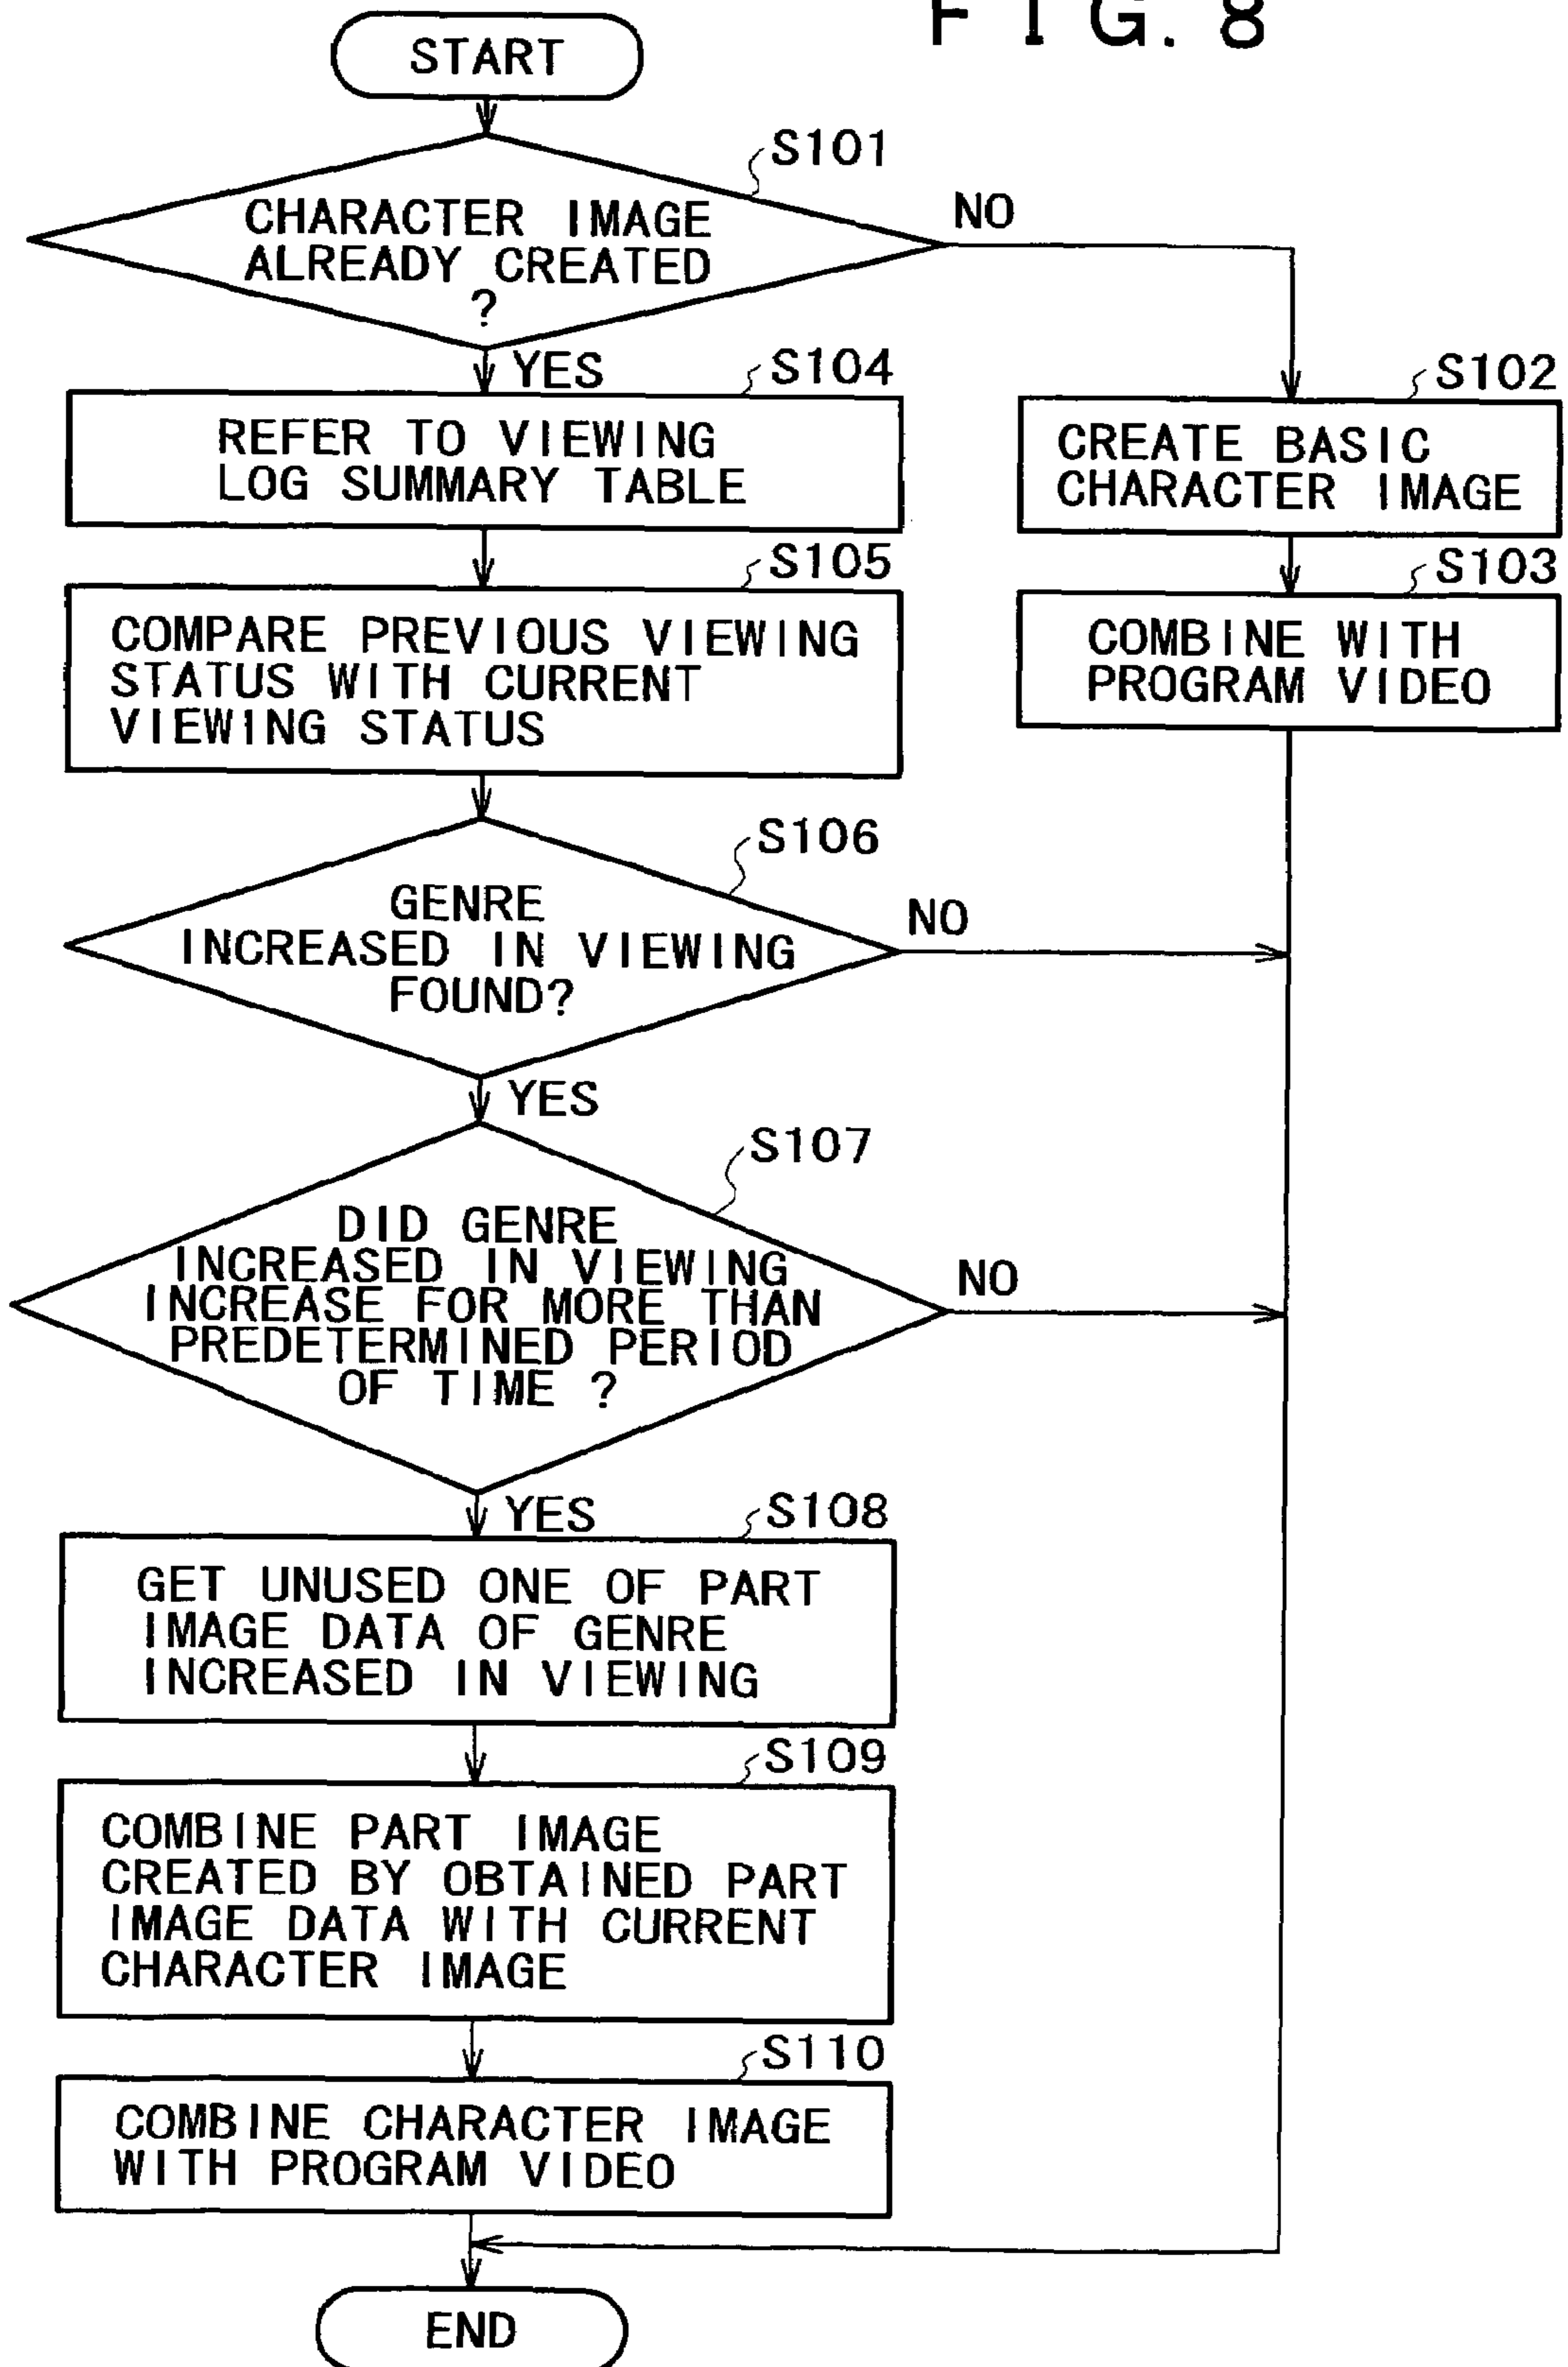 FIG. 8
START
S101
CHARACTER IMAGE
ALREADY CREATED
?
NO
YES
S104
REFER TO VIEWING
LOG SUMMARY TABLE
S102
CREATE BASIC
CHARACTER IMAGE
S105
COMPARE PREVIOUS VIEWING
STATUS WITH CURRENT
VIEWING STATUS
S103
COMBINE WITH
PROGRAM VIDEO
S106
GENRE
INCREASED IN VIEWING
FOUND?
NO
YES
S107
DID GENRE
INCREASED IN VIEWING
INCREASE FOR MORE THAN
PREDETERMINED PERIOD
OF TIME ?
NO
YES
S108
GET UNUSED ONE OF PART
IMAGE DATA OF GENRE
INCREASED IN VIEWING
S109
COMBINE PART IMAGE
CREATED BY OBTAINED PART
IMAGE DATA WITH CURRENT
CHARACTER IMAGE
S110
COMBINE CHARACTER IMAGE
WITH PROGRAM VIDEO
END